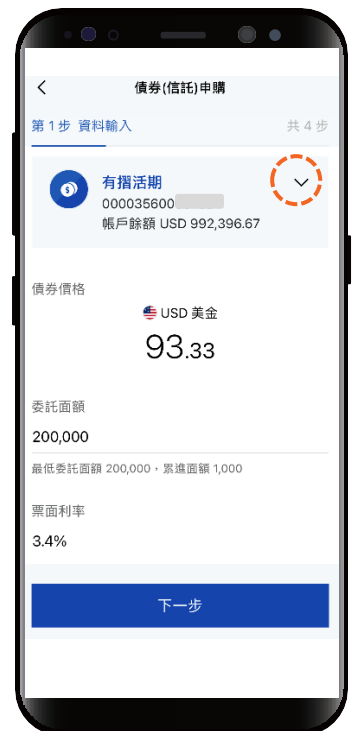 債券(信託)申購
第 1 步 資料輸入
共 4 步
有摺活期
000035600
帳戶餘額 USD 992,396.67
債券價格
USD 美金
93.33
委託面額
200,000
最低委託面額 200,000，累進面額 1,000
票面利率
3.4%
下一步